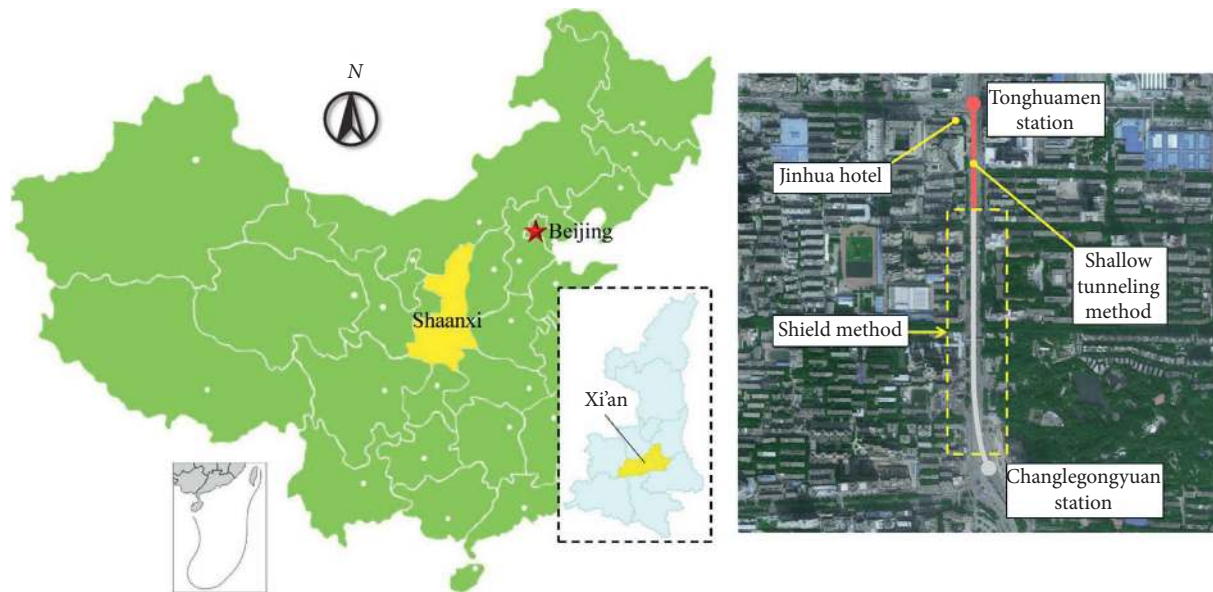 N
Beijing
Shaanxi
Xi'an
Tonghuamen
station
Jinhua hotel
Shallow
tunneling
method
Shield method
Changlegongyuan
station